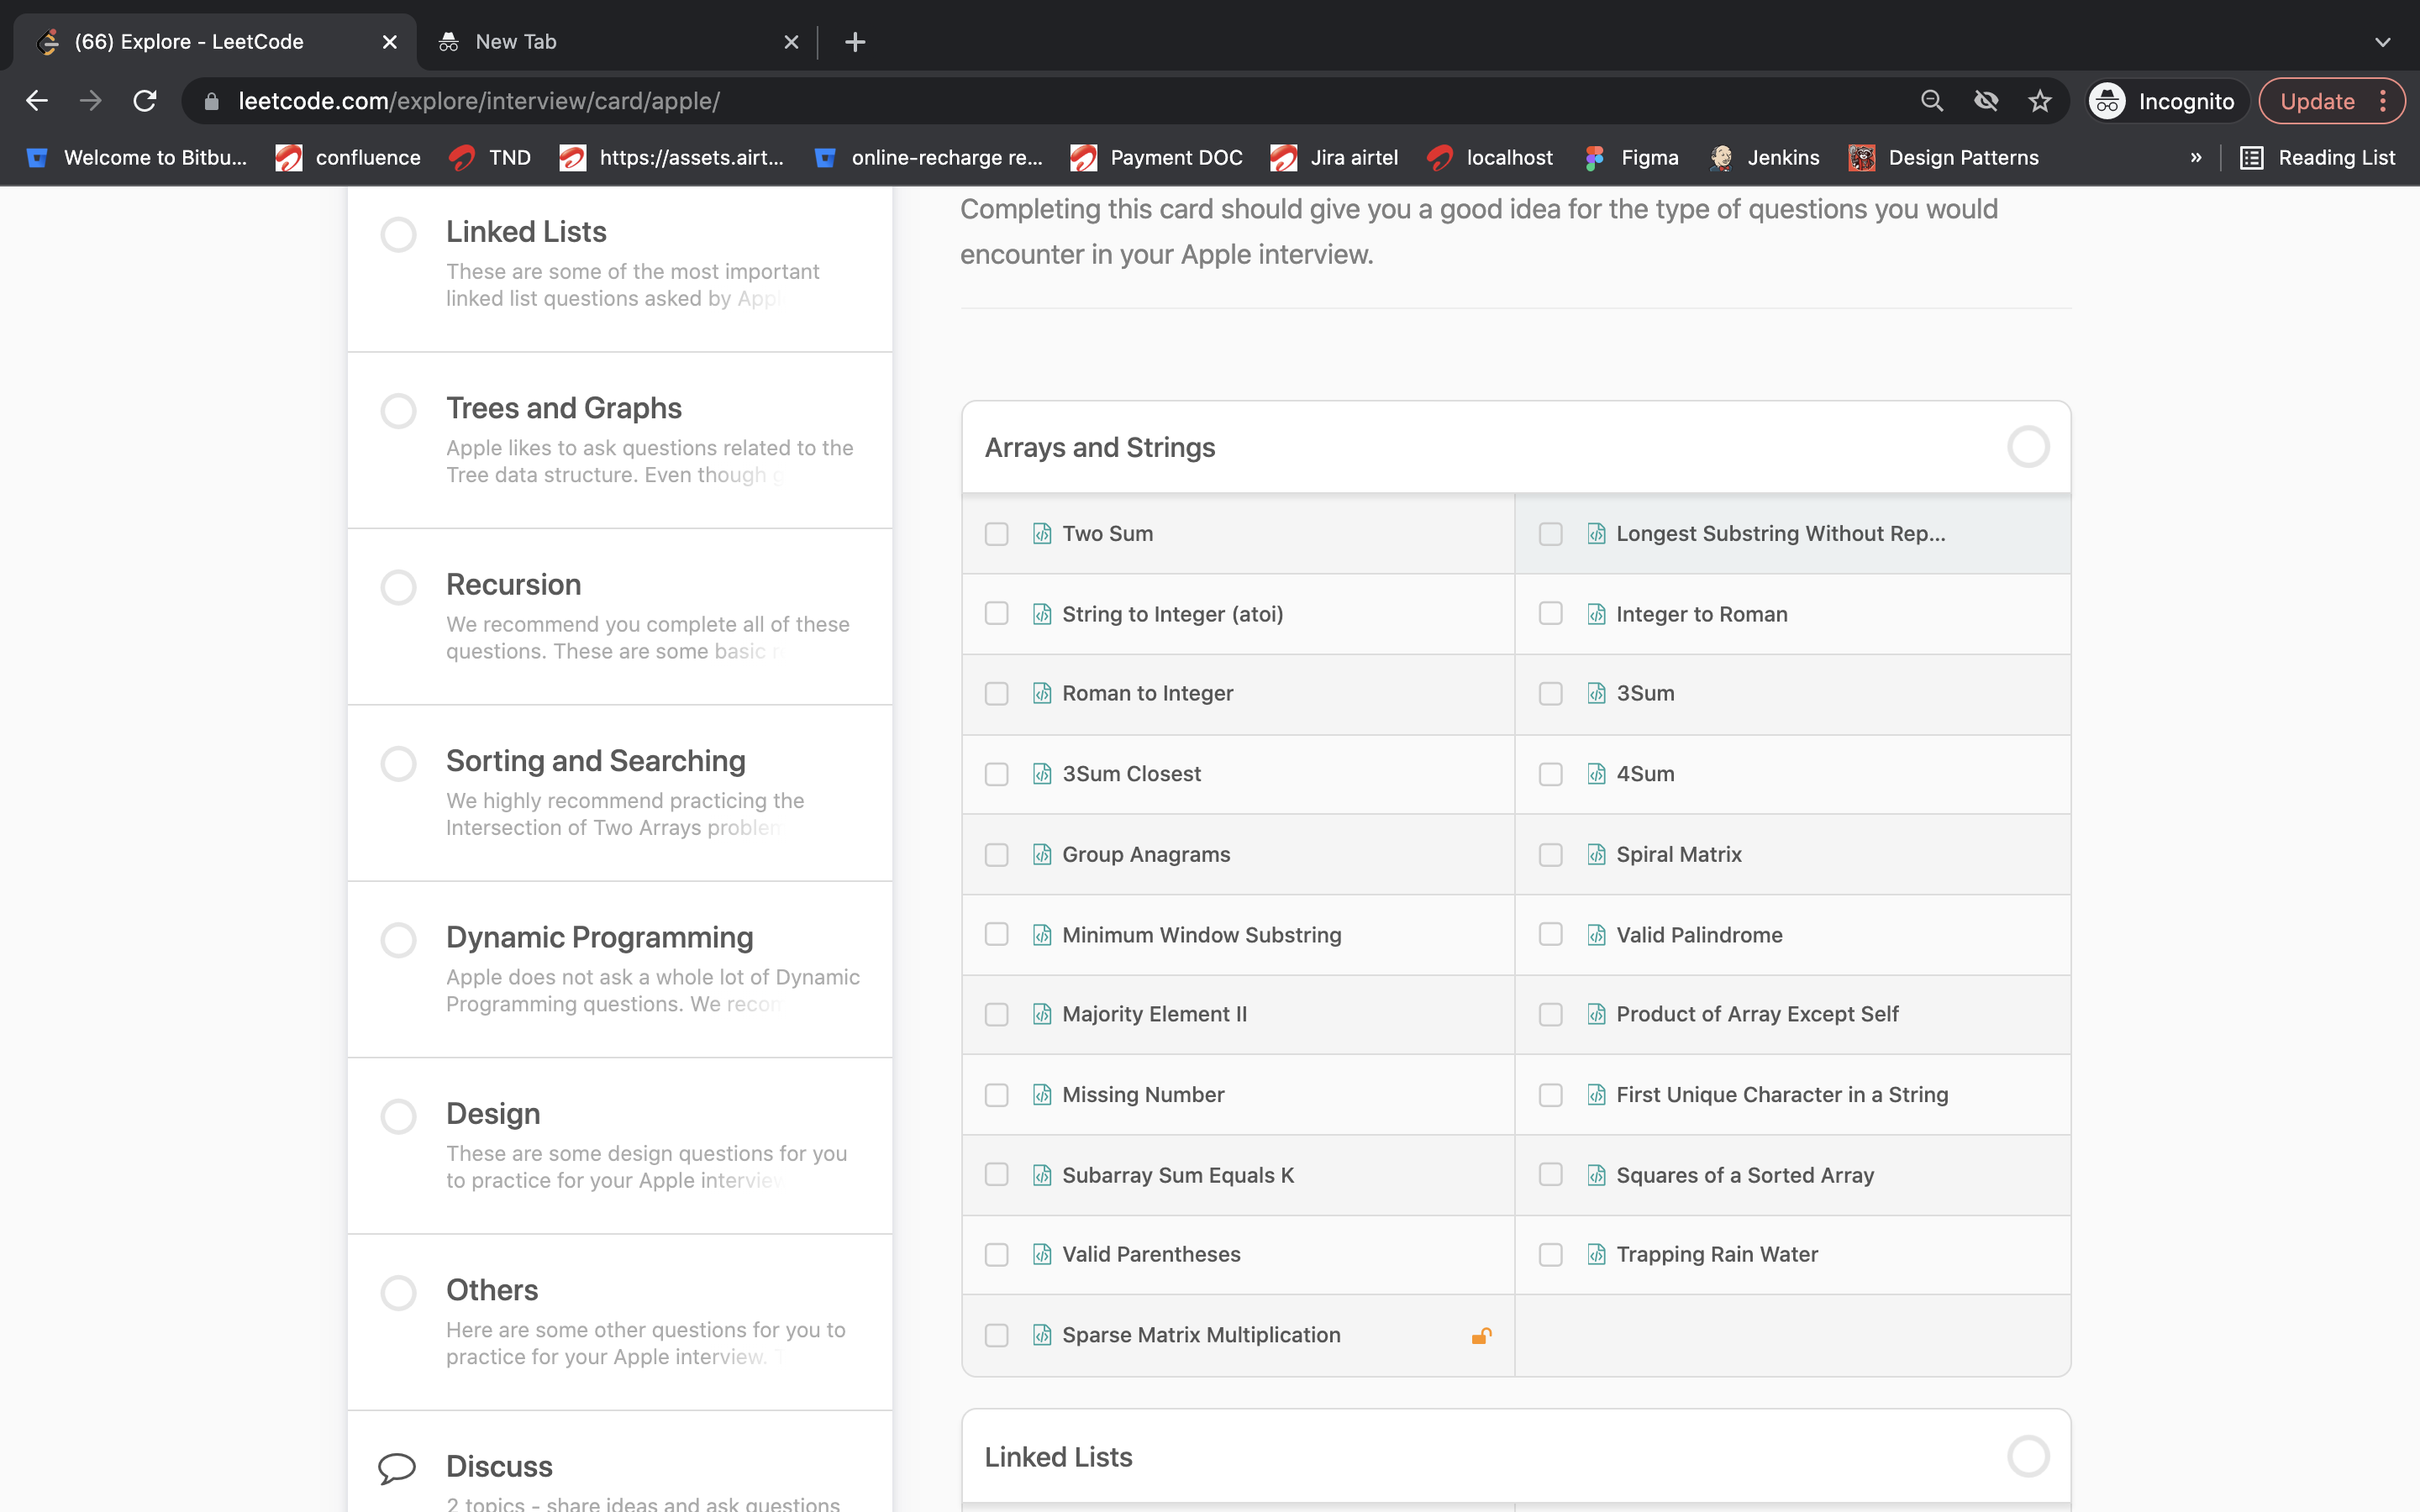 (66) Explore - LeetCode
New Tab
leetcode.com/explore/interview/card/apple/
Incognito
Update
Welcome to Bitbu...
confluence
TND
https://assets.airt...
online-recharge re...
Payment DOC
Jira airtel
localhost
Figma
Jenkins
Design Patterns
»
Reading List
Linked Lists
These are some of the most important
linked list questions asked by Appl
Trees and Graphs
Apple likes to ask questions related to the
Tree data structure. Even though g
Recursion
We recommend you complete all of these
questions. These are some basic r
Sorting and Searching
We highly recommend practicing the
Intersection of Two Arrays problem
Dynamic Programming
Apple does not ask a whole lot of Dynamic
Programming questions. We recom
Design
These are some design questions for you
to practice for your Apple interview
Others
Here are some other questions for you to
practice for your Apple interview. T
Discuss
2 topics - share ideas and ask questions
Completing this card should give you a good idea for the type of questions you would
encounter in your Apple interview.
Arrays and Strings
Two Sum
Longest Substring Without Rep...
String to Integer (atoi)
Integer to Roman
Roman to Integer
3Sum
3Sum Closest
4Sum
Group Anagrams
Spiral Matrix
Minimum Window Substring
Valid Palindrome
Majority Element II
Product of Array Except Self
Missing Number
First Unique Character in a String
Subarray Sum Equals K
Squares of a Sorted Array
Valid Parentheses
Trapping Rain Water
Sparse Matrix Multiplication
Linked Lists